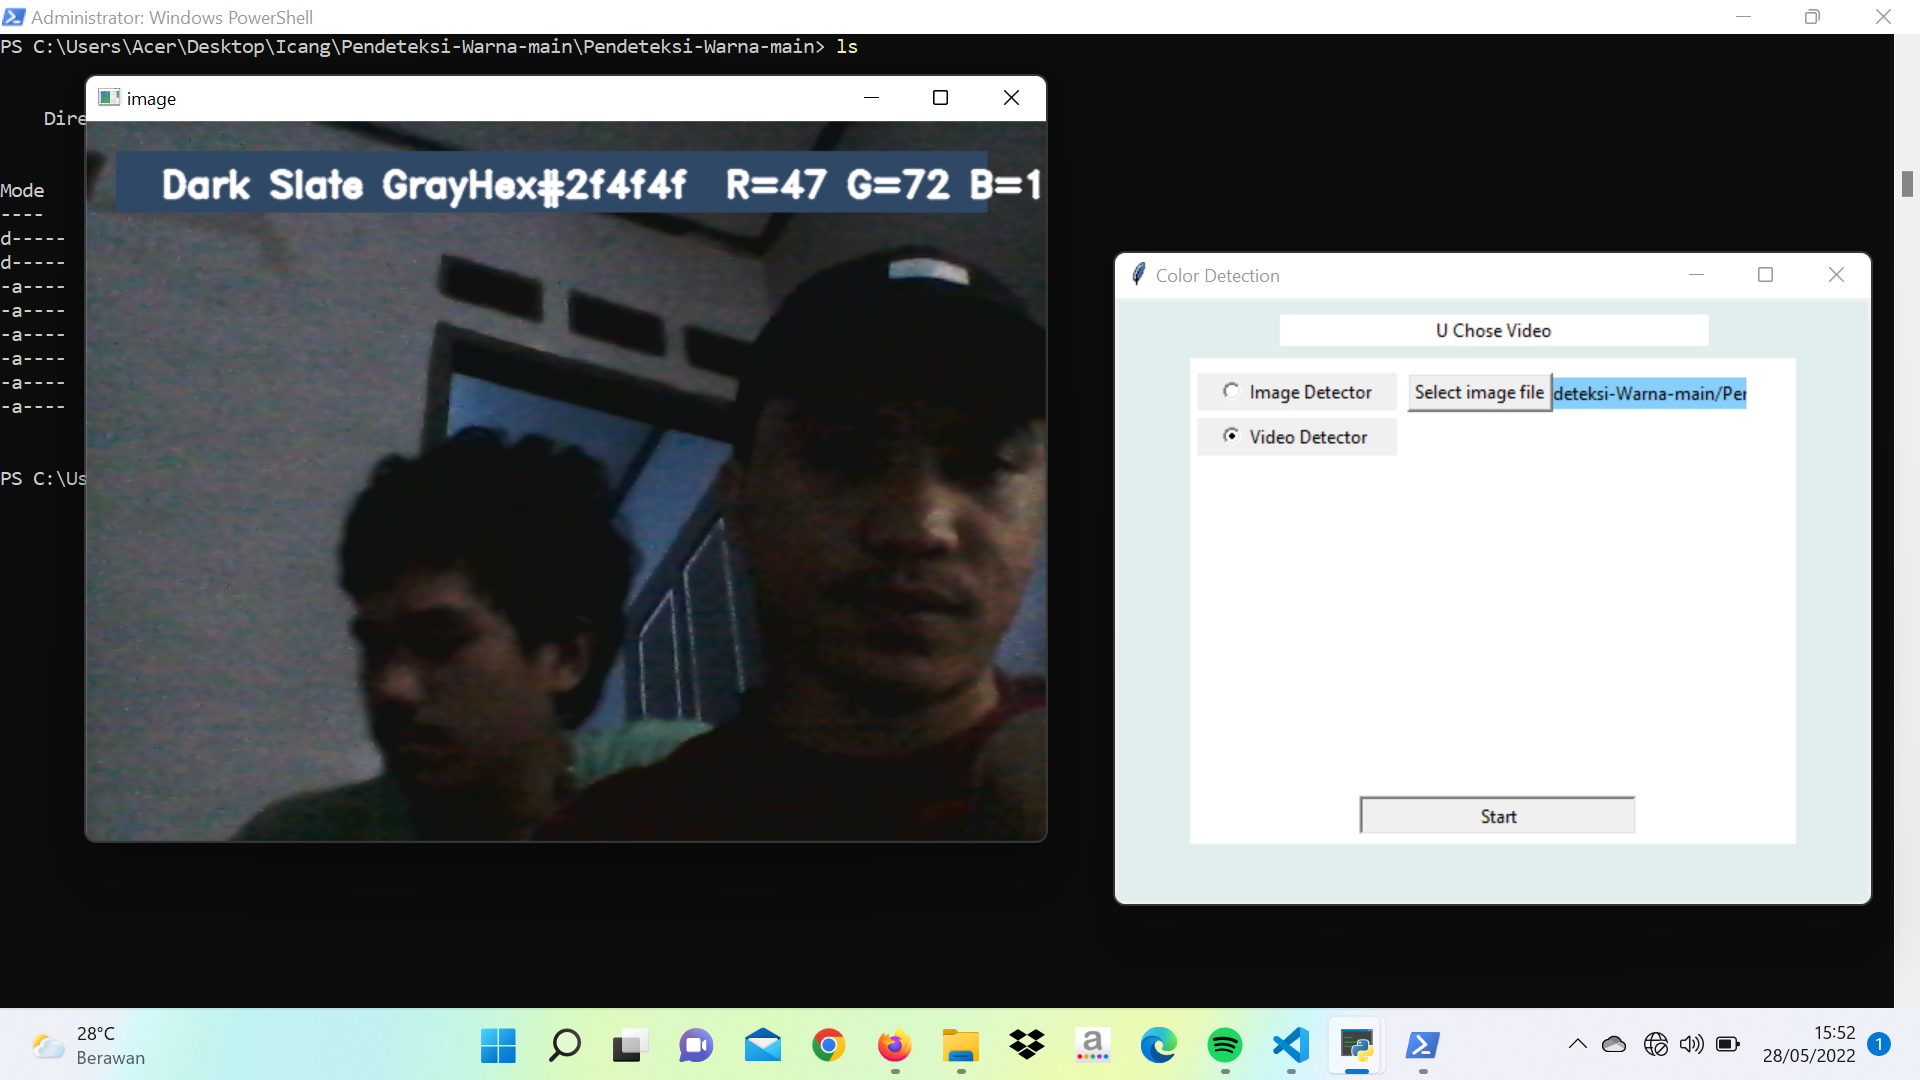 Administrator: Windows PowerShell
PS C:\Users\Acer\Desktop\Icang\Pendeteksi-Warna-main\Pendeteksi-Warna-main> ls
image
Dire
Dark Slate GrayHex#2f4f4f R=47 G=72 B=1
Mode
----
d-----
d-----
-a----
-a----
-a----
-a----
-a----
-a----
PS C:\Us
Color Detection
U Chose Video
Image Detector
Select image file
deteksi-Warna-main/Per
Video Detector
Start
28°C
Berawan
a
15:52
28/05/2022
1